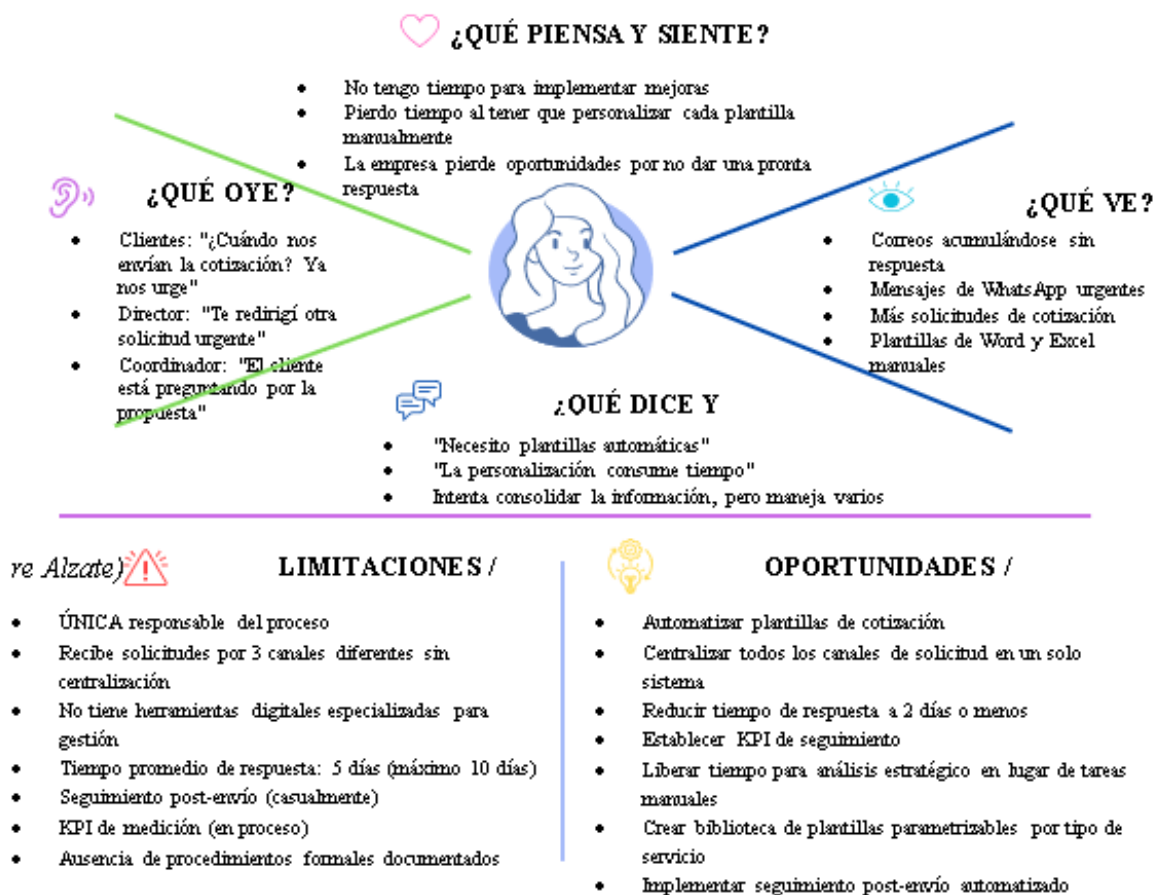 ¿QUÉ PIENSA Y SIENTE?
No tengo tiempo para implementar mejoras
Pierdo tiempo al tener que personalizar cada plantilla
manualmente
La empresa pierde oportunidades por no dar una pronta
respuesta
¿QUÉ OYE?
Clientes: "¿Cuándo nos
envían la cotización? Ya
nos urge"
Director: "Te redirigí otra
solicitud urgente"
Coordinador: "El cliente
está preguntando por la
propuesta"
¿QUÉ VE?
Correos acumulándose sin
respuesta
Mensajes de WhatsApp urgentes
Más solicitudes de cotización
Plantillas de Word y Excel
manuales
¿QUÉ DICE Y
"Necesito plantillas automáticas"
"La personalización consume tiempo"
Intenta consolidar la información, pero maneja varios
re Alzate)
LIMITACIONES /
ÚNICA responsable del proceso
Recibe solicitudes por 3 canales diferentes sin
centralización
No tiene herramientas digitales especializadas para
gestión
Tiempo promedio de respuesta: 5 días (máximo 10 días)
Seguimiento post-envío (casualmente)
KPI de medición (en proceso)
Ausencia de procedimientos formales documentados
OPORTUNIDADES /
Automatizar plantillas de cotización
Centralizar todos los canales de solicitud en un solo
sistema
Reducir tiempo de respuesta a 2 días o menos
Establecer KPI de seguimiento
Liberar tiempo para análisis estratégico en lugar de tareas
manuales
Crear biblioteca de plantillas parametrizables por tipo de
servicio
Implementar seguimiento post-envío automatizado